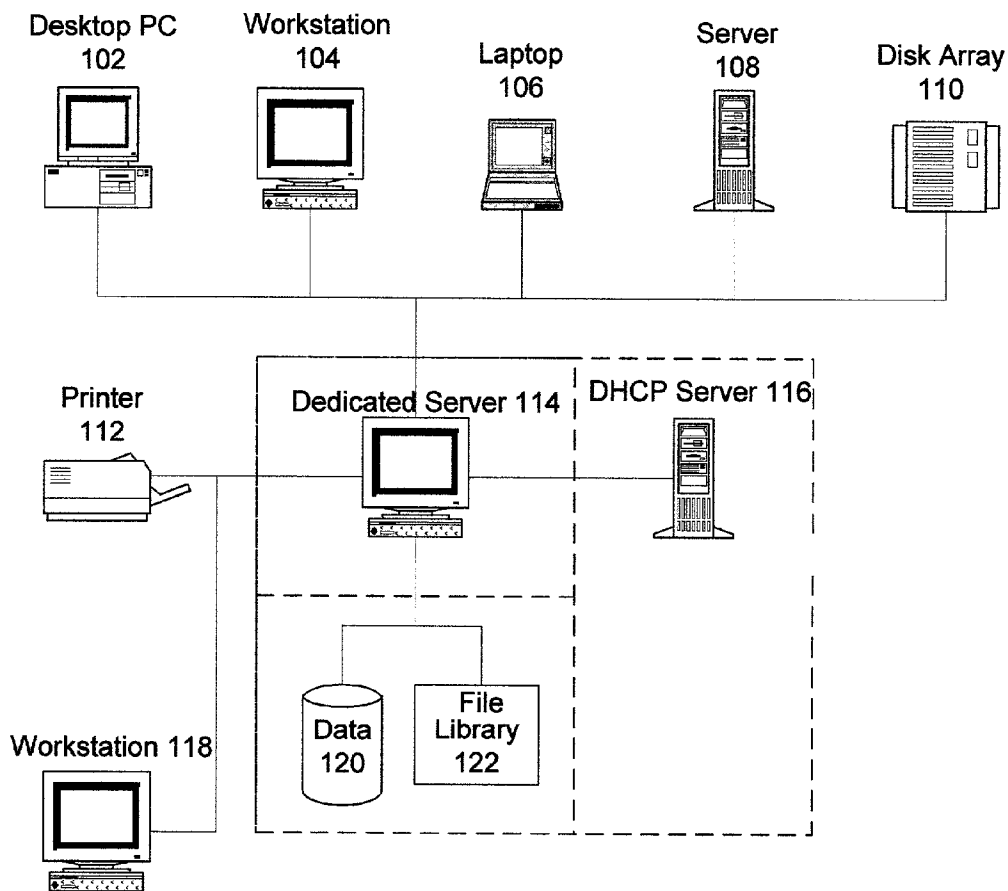 Desktop PC
102
Workstation
104
Laptop
106
Server
108
Disk Array
110
Printer
112
Dedicated Server 114
DHCP Server 116
Data
120
File
Library
122
Workstation 118